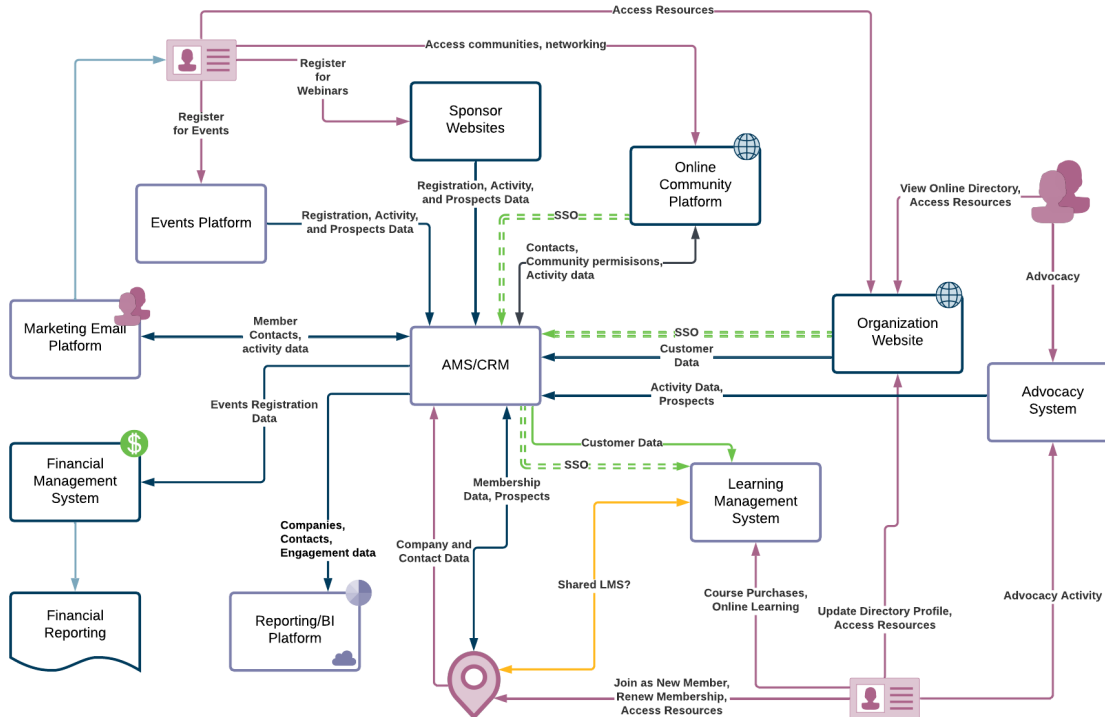 Access Resources
Access communities, networking
Register
for
Webinars
Register
for Events
Sponsor
Websites
Online
Community
Platform
View Online Directory,
Access Resources
Events Platform
Registration, Activity,
and Prospects Data
Registration, Activity,
and Prospects Data
SSO
Contacts,
Community permisisons,
Activity data
Advocacy
Marketing Email
Platform
Member
Contacts,
activity data
AMS/CRM
SSO
Customer
Data
Organization
Website
Activity Data,
Prospects
Advocacy
System
Events Registration
Data
$
Financial
Management
System
Customer Data
SSO
Membership
Data, Prospects
Learning
Management
System
Companies,
Contacts,
Engagement data
Company and
Contact Data
Shared LMS?
Course Purchases,
Online Learning
Update Directory Profile,
Access Resources
Advocacy Activity
Financial
Reporting
Reporting/BI
Platform
Join as New Member,
Renew Membership,
Access Resources